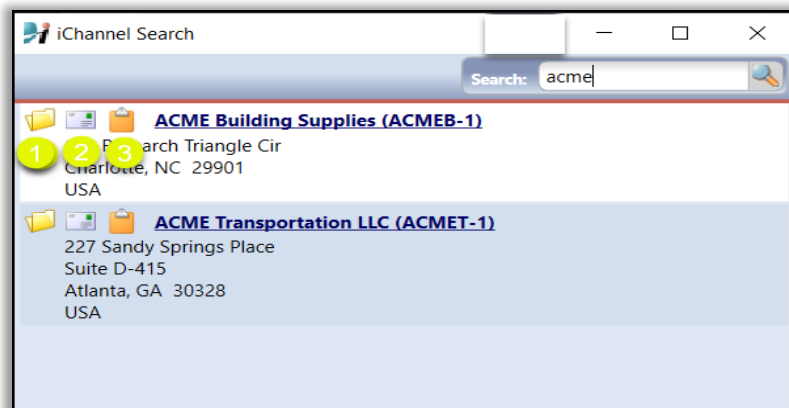 iChannel Search
Search: acme
ACME Building Supplies (ACMEB-1)
1 2 3
arch Triangle Cir
Charlotte, NC 29901
USA
ACME Transportation LLC (ACMET-1)
227 Sandy Springs Place
Suite D-415
Atlanta, GA 30328
USA